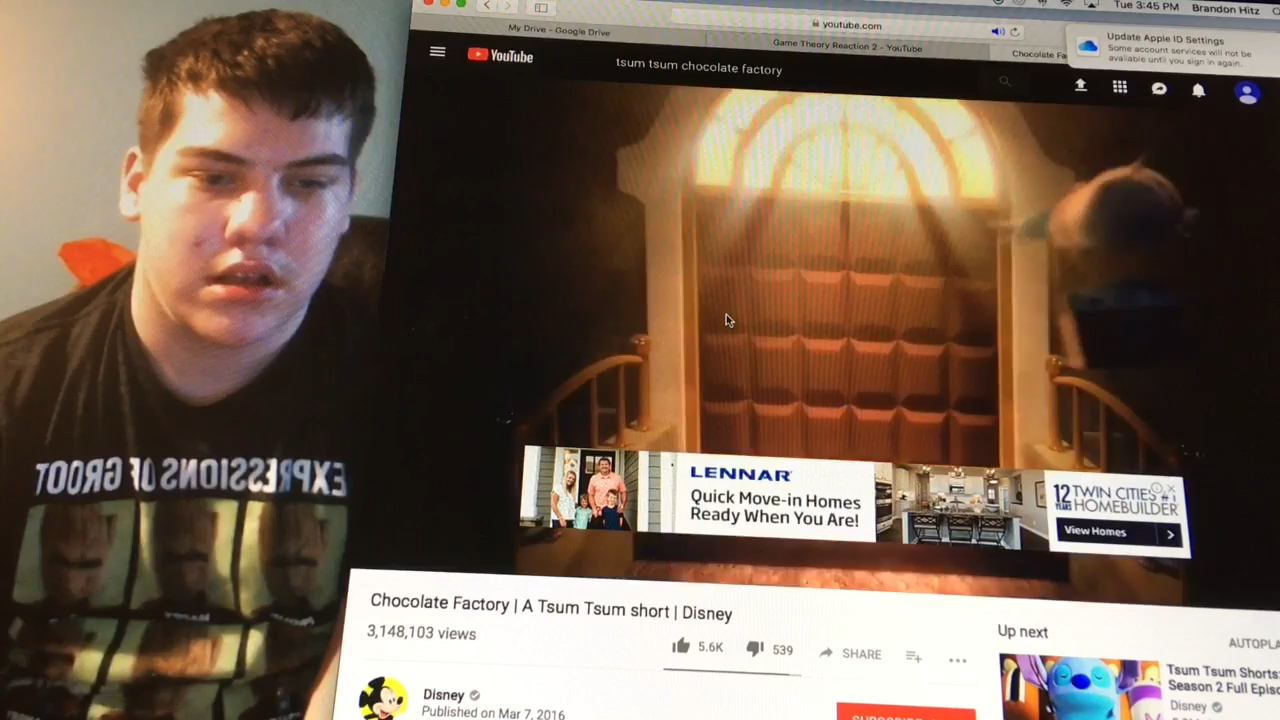 Tue 3:45 PM Brandon Hitz
youtube.com
My Drive - Google Drive
Game Theory Reaction 2 - YouTube
Chocolate Fa
Update Apple ID Settings
Some account services will not be
available until you sign in again.
YouTube
tsum tsum chocolate factory
EXPRESSIONS OF GROOT
LENNAR
Quick Move-in Homes
Ready When You Are!
12 YEARS TWIN CITIES' #1
HOMEBUILDER
View Homes
Chocolate Factory | A Tsum Tsum short | Disney
3,148,103 views
5.6K
539
SHARE
Up next
AUTOPLA
Tsum Tsum Shorts:
Season 2 Full Episo
Disney
Disney
Published on Mar 7, 2016